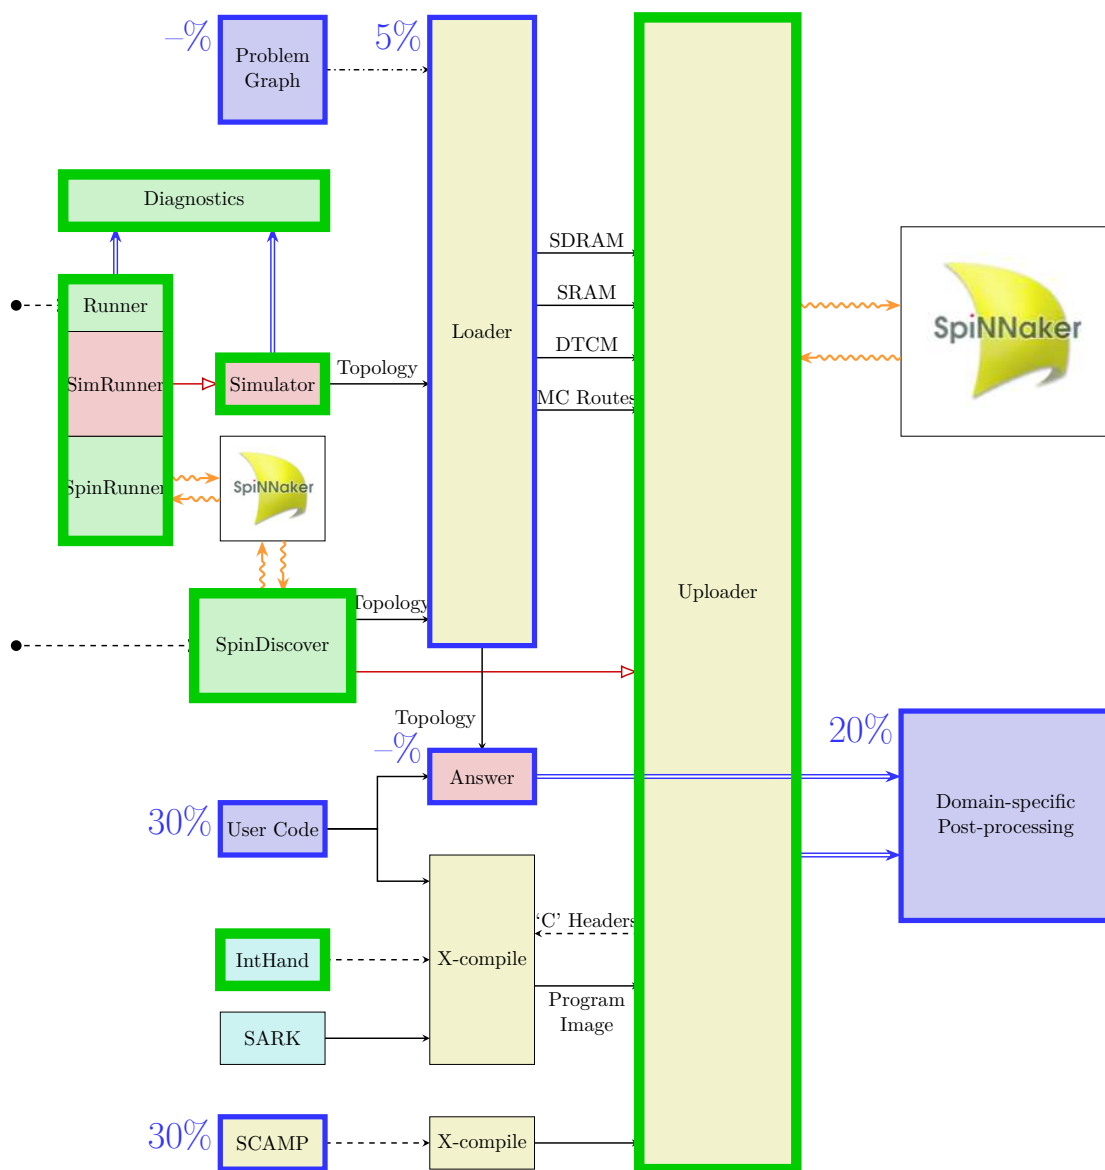 –%
Problem
Graph
5%
Diagnostics
SDRAM
Runner
SRAM
Loader
SpiNNaker
DTCM
SimRunner
Simulator
Topology
MC Routes
SpinRunner
SpiNNaker
Topology
Uploader
SpinDiscover
Topology
–%
20%
Answer
Domain-specific
Post-processing
30%
User Code
‘C’ Headers
IntHand
X-compile
Program
Image
SARK
30%
SCAMP
X-compile